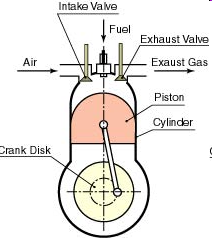 Intake Valve
Fuel
Exhaust Valve
Air
Exaust Gas
Piston
Cylinder
Crank Disk